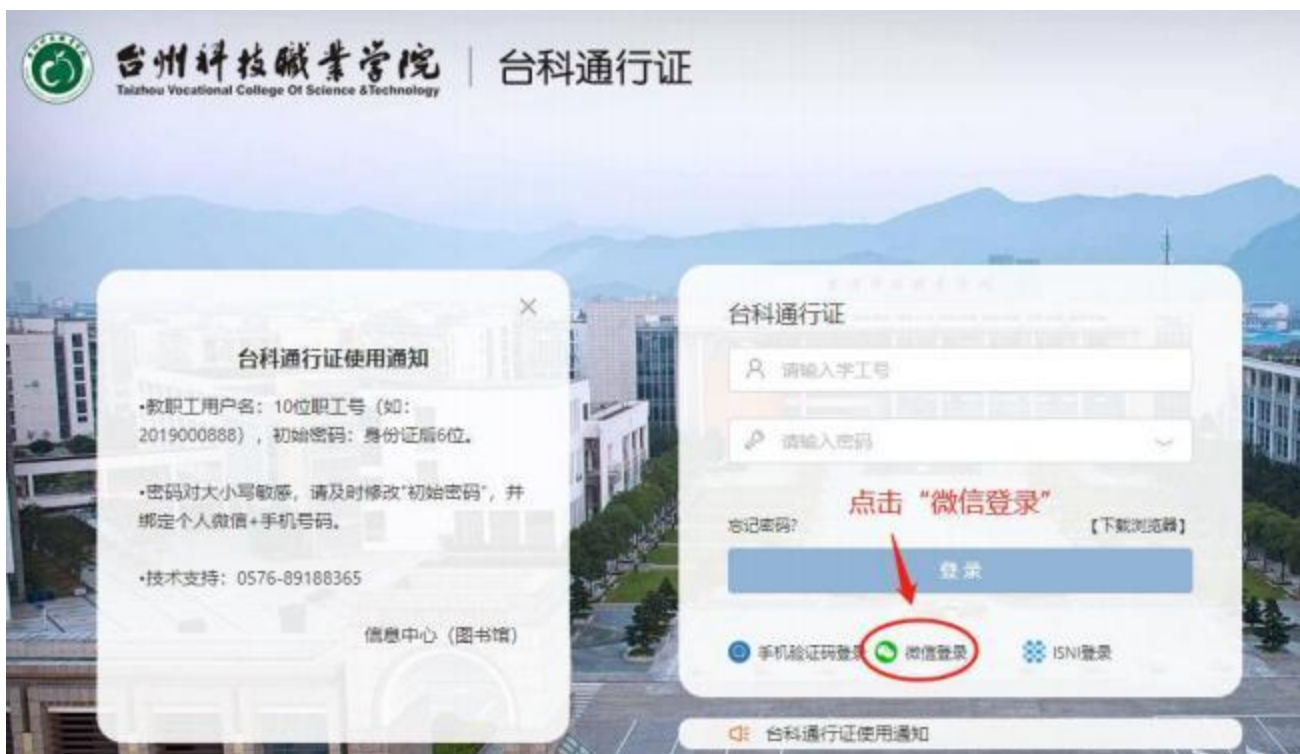 台州科技職業学院
Taizhou Vocational College Of Science &Technology
台科通行证
台科通行证使用通知
•教职工用户名：10位职工号（如：
2019000888），初始密码：身份证后6位。
•密码对大小写敏感，请及时修改“初始密码”，并
绑定个人微信+手机号码。
•技术支持：0576-89188365
信息中心（图书馆）
台科通行证
请输入学工号
请输入密码
点击“微信登录”
忘记密码?
【下载浏览器】
登录
手机验证码登录
微信登录
ISNI登录
台科通行证使用通知